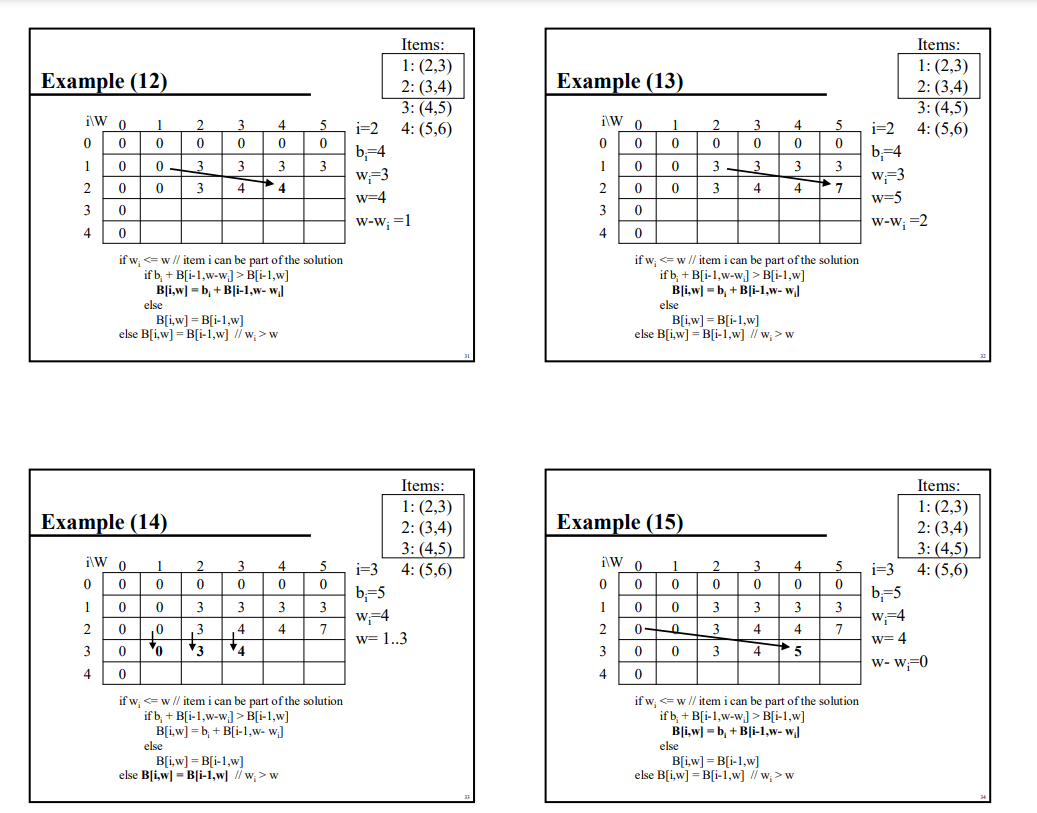 Example (12)
Items:
1: (2,3)
2: (3,4)
3: (4,5)
4: (5,6)
i\W 0 1 2 3 4 5
0 0 0 0 0 0 0
1 0 0 3 3 3 3
2 0 0 3 4 4
3 0
4 0
i=2
bi=4
wi=3
w=4
w-wi =1
if wi <= w // item i can be part of the solution
if bi + B[i-1,w-wi] > B[i-1,w]
B[i,w] = bi + B[i-1,w- wi]
else
B[i,w] = B[i-1,w]
else B[i,w] = B[i-1,w] // wi > w
31
Example (13)
Items:
1: (2,3)
2: (3,4)
3: (4,5)
4: (5,6)
i\W 0 1 2 3 4 5
0 0 0 0 0 0 0
1 0 0 3 3 3 3
2 0 0 3 4 4 7
3 0
4 0
i=2
bi=4
wi=3
w=5
w-wi =2
if wi <= w // item i can be part of the solution
if bi + B[i-1,w-wi] > B[i-1,w]
B[i,w] = bi + B[i-1,w- wi]
else
B[i,w] = B[i-1,w]
else B[i,w] = B[i-1,w] // wi > w
32
Example (14)
Items:
1: (2,3)
2: (3,4)
3: (4,5)
4: (5,6)
i\W 0 1 2 3 4 5
0 0 0 0 0 0 0
1 0 0 3 3 3 3
2 0 0 3 4 4 7
3 0 0 3 4
4 0
i=3
bi=5
wi=4
w= 1..3
if wi <= w // item i can be part of the solution
if bi + B[i-1,w-wi] > B[i-1,w]
B[i,w] = bi + B[i-1,w- wi]
else
B[i,w] = B[i-1,w]
else B[i,w] = B[i-1,w] // wi > w
33
Example (15)
Items:
1: (2,3)
2: (3,4)
3: (4,5)
4: (5,6)
i\W 0 1 2 3 4 5
0 0 0 0 0 0 0
1 0 0 3 3 3 3
2 0 0 3 4 4 7
3 0 0 3 4 5
4 0
i=3
bi=5
wi=4
w= 4
w- wi=0
if wi <= w // item i can be part of the solution
if bi + B[i-1,w-wi] > B[i-1,w]
B[i,w] = bi + B[i-1,w- wi]
else
B[i,w] = B[i-1,w]
else B[i,w] = B[i-1,w] // wi > w
34